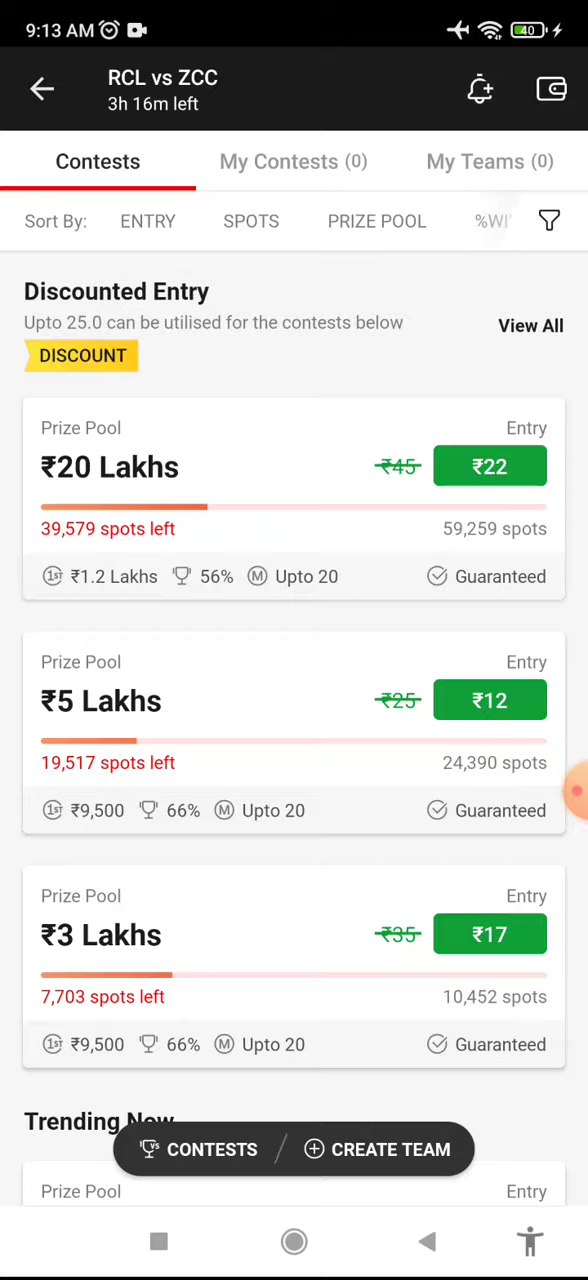 9:13 AM
40
RCL vs ZCC
3h 16m left
Contests
My Contests (0)
My Teams (0)
Sort By:
ENTRY
SPOTS
PRIZE POOL
Discounted Entry
Upto 25.0 can be utilised for the contests below
View All
DISCOUNT
Prize Pool
Entry
₹20 Lakhs
₹45
₹22
39,579 spots left
59,259 spots
1st ₹1.2 Lakhs
56%
M Upto 20
Guaranteed
Prize Pool
Entry
₹5 Lakhs
₹25
₹12
19,517 spots left
24,390 spots
1st ₹9,500
66%
M Upto 20
Guaranteed
Prize Pool
Entry
₹3 Lakhs
₹35
₹17
7,703 spots left
10,452 spots
1st ₹9,500
66%
M Upto 20
Guaranteed
Trending Now
VS CONTESTS
CREATE TEAM
Prize Pool
Entry